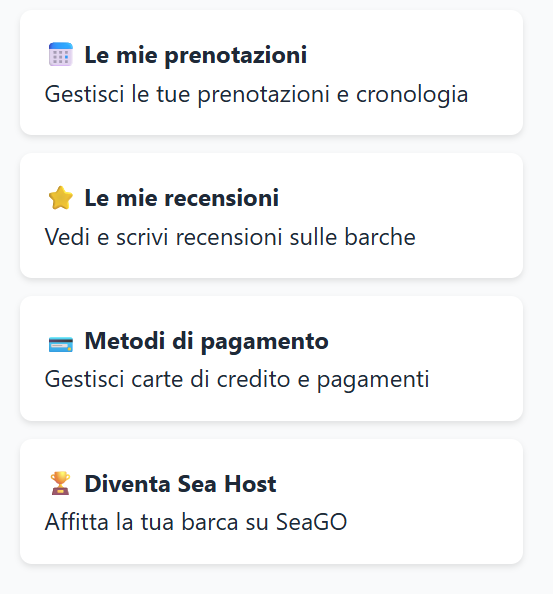 Le mie prenotazioni
Gestisci le tue prenotazioni e cronologia
Le mie recensioni
Vedi e scrivi recensioni sulle barche
Metodi di pagamento
Gestisci carte di credito e pagamenti
Diventa Sea Host
Affitta la tua barca su SeaGO